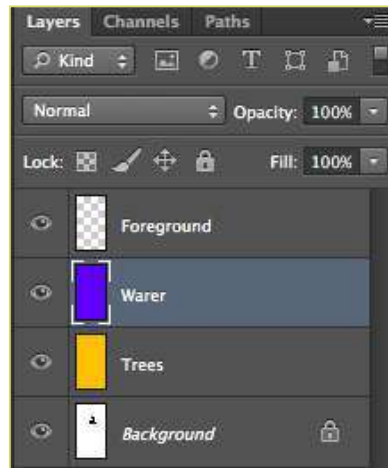 Layers Channels Paths
Kind T
Normal Opacity: 100%
Lock: Fill: 100%
Foreground
Warer
Trees
Background